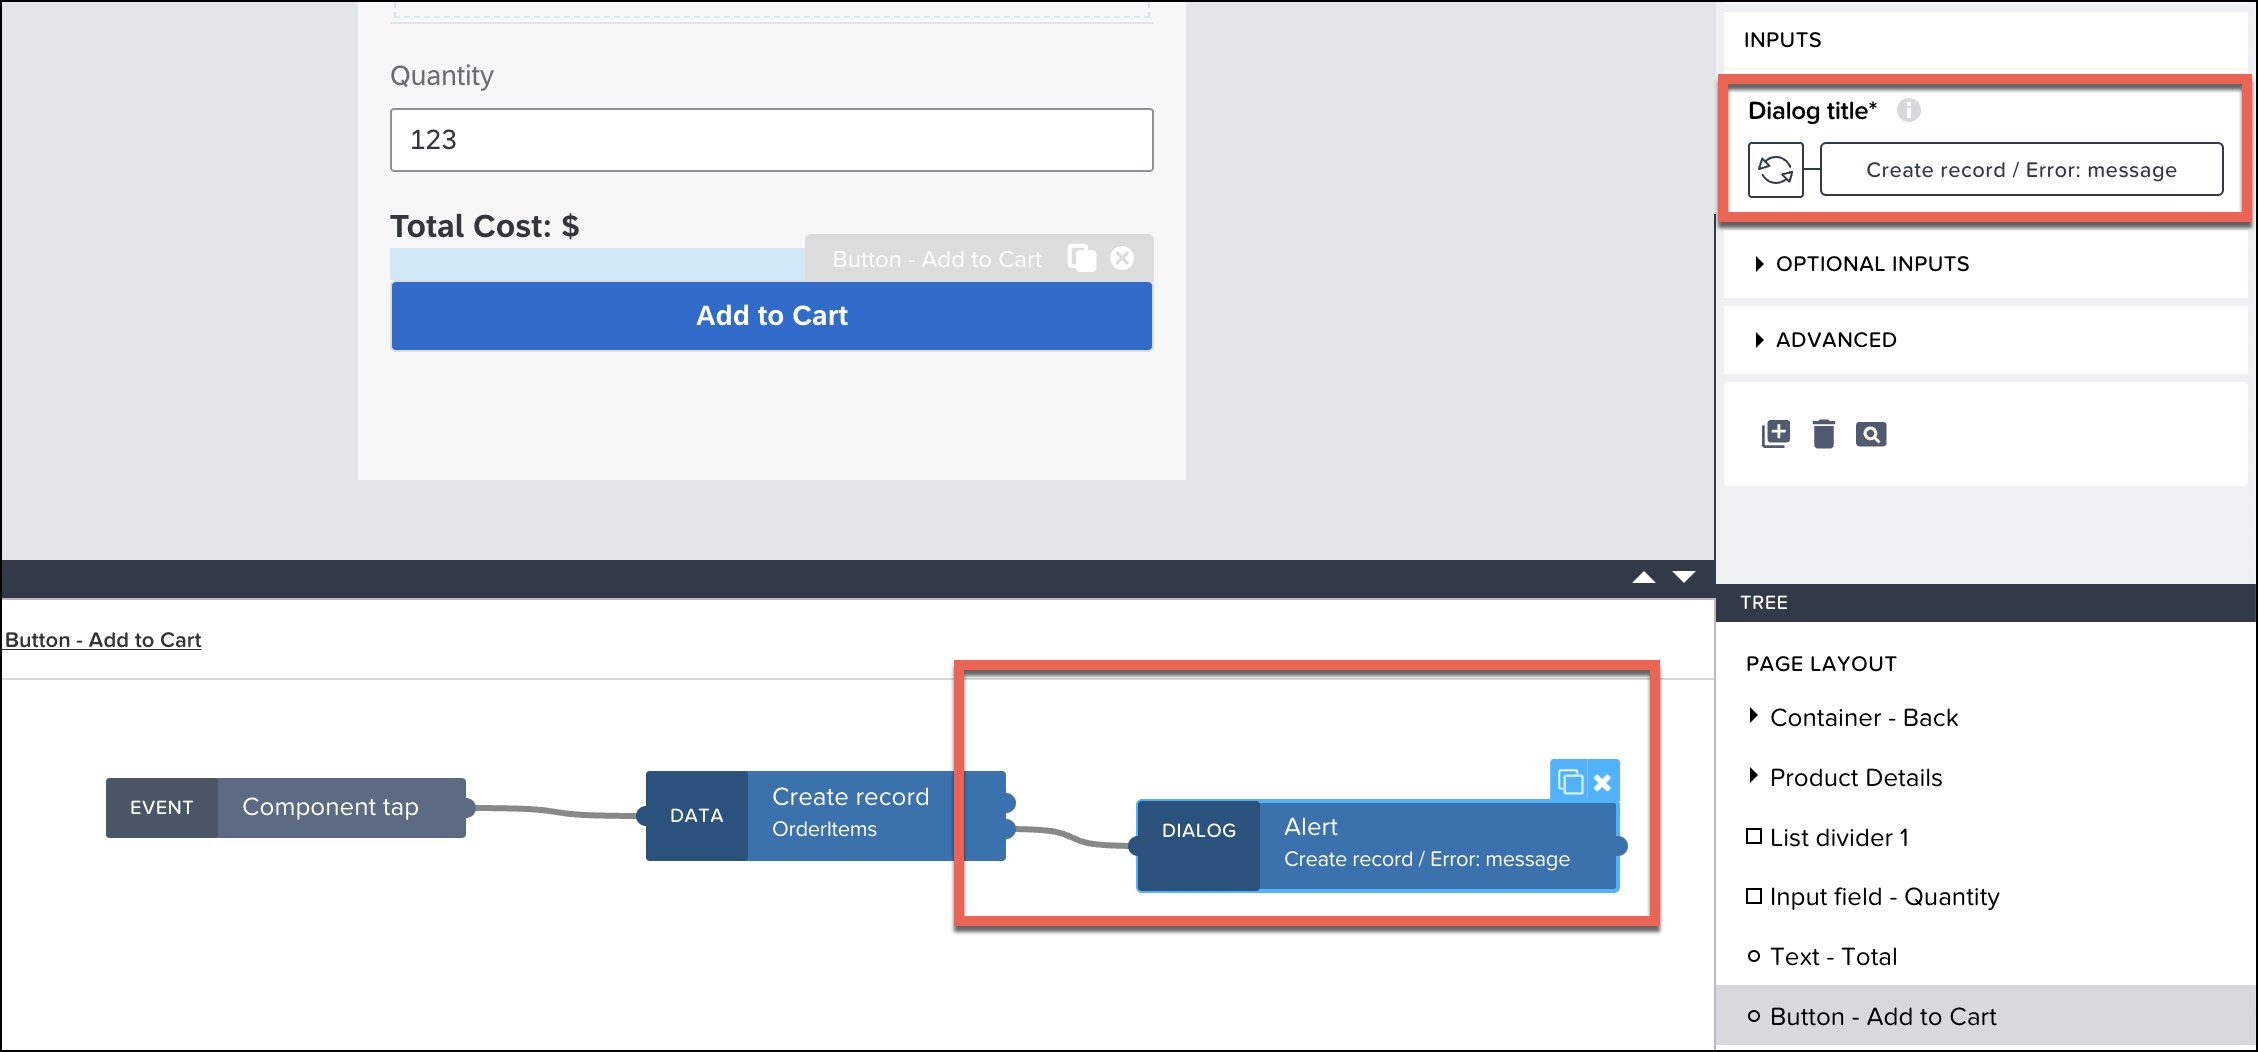 Quantity
123
Total Cost: $
Button - Add to Cart
Add to Cart
INPUTS
Dialog title*
Create record / Error: message
OPTIONAL INPUTS
ADVANCED
Button - Add to Cart
EVENT
Component tap
DATA
Create record
OrderItems
DIALOG
Alert
Create record / Error: message
TREE
PAGE LAYOUT
Container - Back
Product Details
List divider 1
Input field - Quantity
Text - Total
Button - Add to Cart